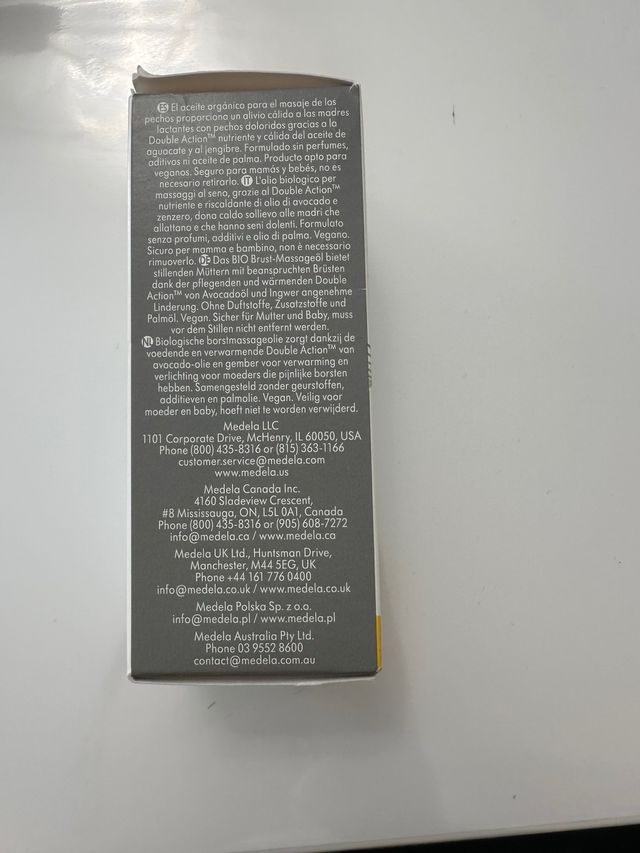 ES El aceite orgánico para el masaje de los
pechos proporciona un alivio cálido a las madres
lactantes con pechos doloridos gracias a la
Double Action™ nutriente y cálida del aceite de
aguacate y al jengibre. Formulado sin perfumes,
aditivos ni aceite de palma. Producto apto para
veganos. Seguro para mamás y bebés, no es
necesario retirarlo. IT L'olio biologico per
massaggi al seno, grazie al Double Action™
nutriente e riscaldante di olio di avocado e
zenzero, dona caldo sollievo alle madri che
allattano e che hanno seni dolenti. Formulato
senza profumi, additivi e olio di palma. Vegano.
Sicuro per mamma e bambino, non è necessario
rimuoverlo. DE Das BIO Brust-Massageöl bietet
stillenden Müttern mit beanspruchten Brüsten
dank der pflegenden und wärmenden Double
Action™ von Avocadoöl und Ingwer angenehme
Linderung. Ohne Duftstoffe, Zusatzstoffe und
Palmöl. Vegan. Sicher für Mutter und Baby, muss
vor dem Stillen nicht entfernt werden.
NL Biologische borstmassageolie zorgt dankzij de
voedende en verwarmende Double Action™ van
avocado-olie en gember voor verwarming en
verlichting voor moeders die pijnlijke borsten
hebben. Samengesteld zonder geurstoffen,
additieven en palmolie. Vegan. Veilig voor
moeder en baby, hoeft niet te worden verwijderd.
Medela LLC
1101 Corporate Drive, McHenry, IL 60050, USA
Phone (800) 435-8316 or (815) 363-1166
customer.service@medela.com
www.medela.us
Medela Canada Inc.
4160 Sladeview Crescent,
#8 Mississauga, ON, L5L 0A1, Canada
Phone (800) 435-8316 or (905) 608-7272
info@medela.ca / www.medela.ca
Medela UK Ltd., Huntsman Drive,
Manchester, M44 5EG, UK
Phone +44 161 776 0400
info@medela.co.uk / www.medela.co.uk
Medela Polska Sp. z o.o.
info@medela.pl / www.medela.pl
Medela Australia Pty Ltd.
Phone 03 9552 8600
contact@medela.com.au